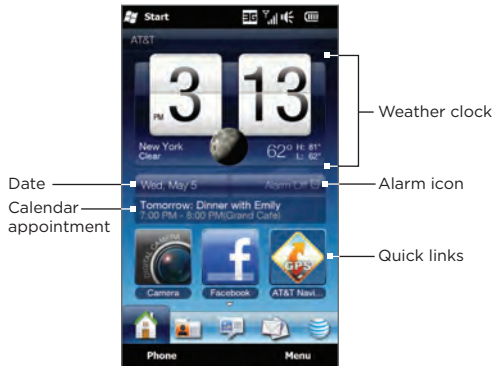 Start
3G
AT&T
3 13
PM
New York
Clear
62° H: 81°
L: 62°
Weather clock
Date
Wed, May 5
Alarm Off
Alarm icon
Calendar
appointment
Tomorrow: Dinner with Emily
7:00 PM - 8:00 PM(Grand Cafe)
DIGITAL CAMERA
f
GPS
Quick links
Camera
Facebook
AT&T Navi...
Phone
Menu